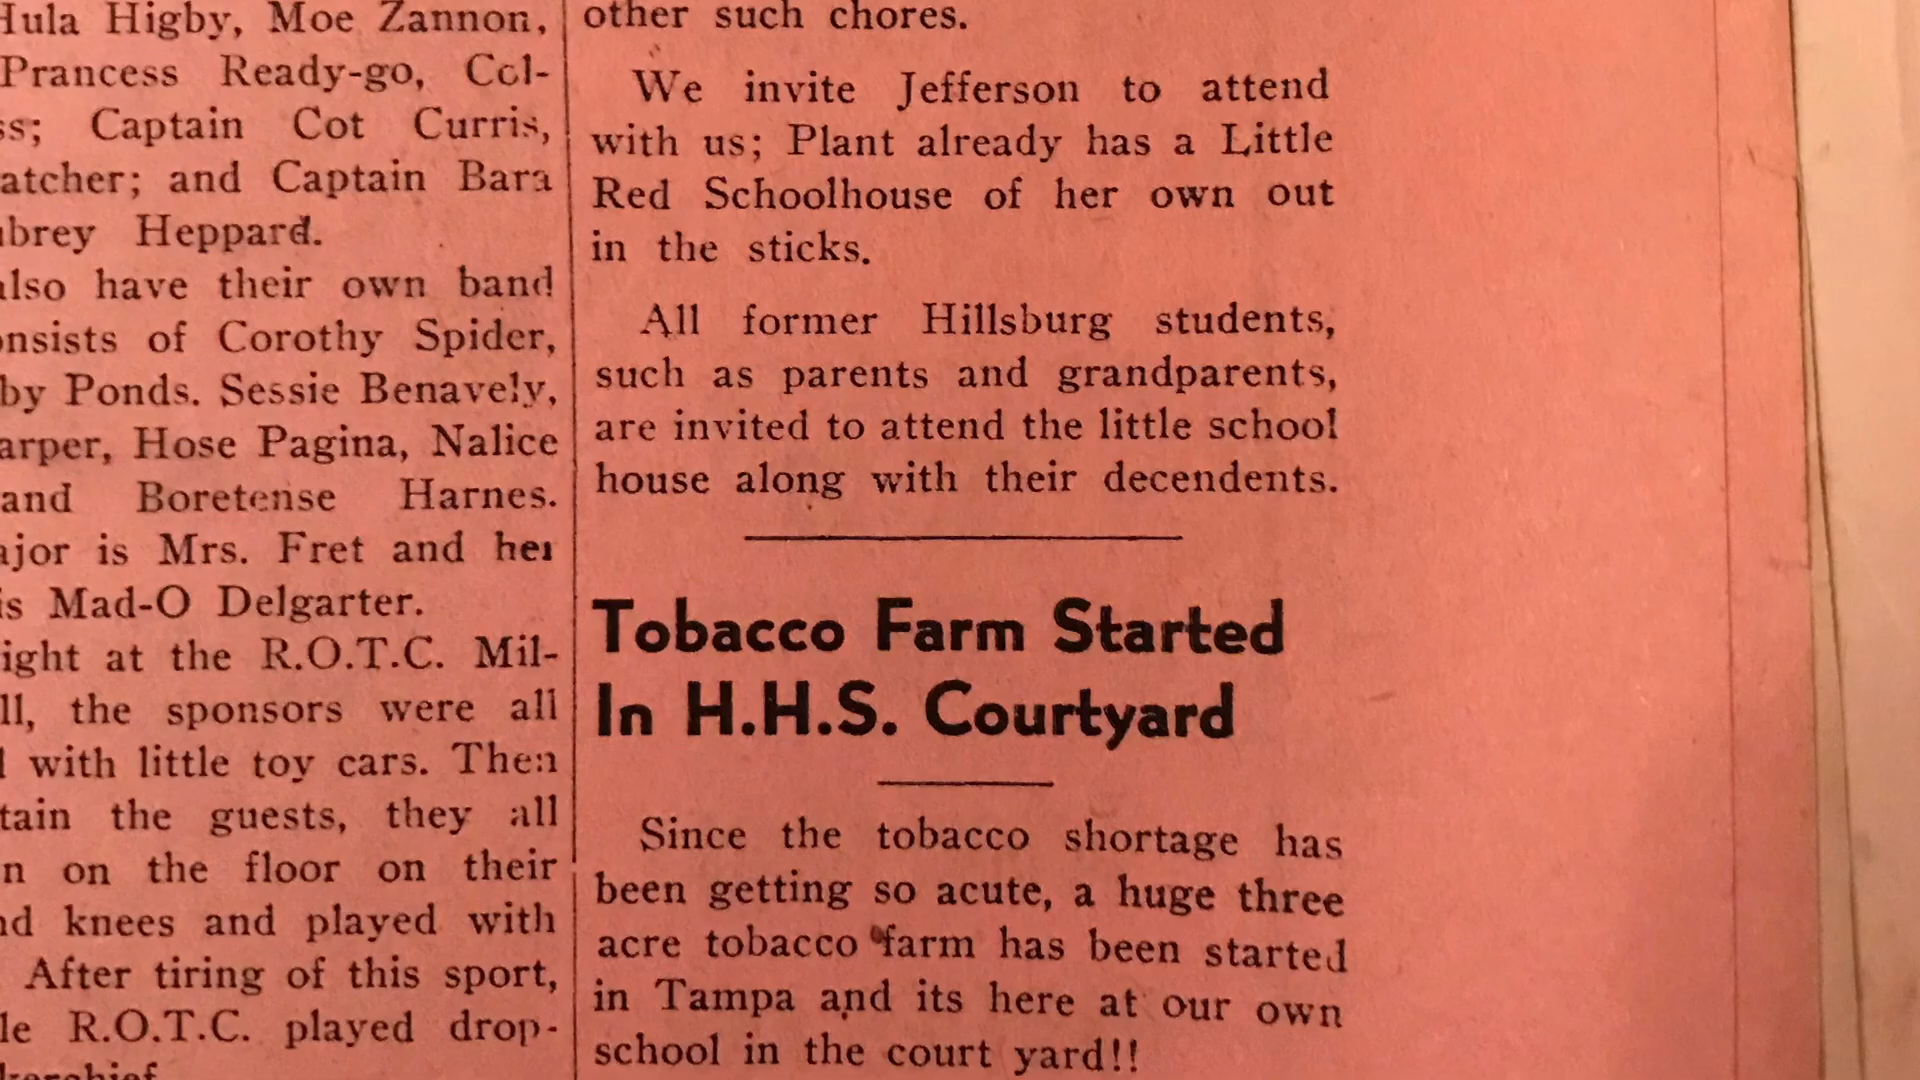 Hula Higby, Moe Zannon,
Prancess Ready-go, Col-
ss; Captain Cot Curris,
atcher; and Captain Bara
brey Heppard.
also have their own band
onsists of Corothy Spider,
by Ponds. Sessie Benavely,
arper, Hose Pagina, Nalice
and Boretense Harnes.
ajor is Mrs. Fret and her
is Mad-O Delgarter.
ight at the R.O.T.C. Mil-
ll, the sponsors were all
with little toy cars. Then
tain the guests, they all
n on the floor on their
nd knees and played with
After tiring of this sport,
le R.O.T.C. played drop-
other such chores.
We invite Jefferson to attend
with us; Plant already has a Little
Red Schoolhouse of her own out
in the sticks.
All former Hillsburg students,
such as parents and grandparents,
are invited to attend the little school
house along with their decendents.
Tobacco Farm Started
In H.H.S. Courtyard
Since the tobacco shortage has
been getting so acute, a huge three
acre tobacco farm has been started
in Tampa and its here at our own
school in the court yard!!